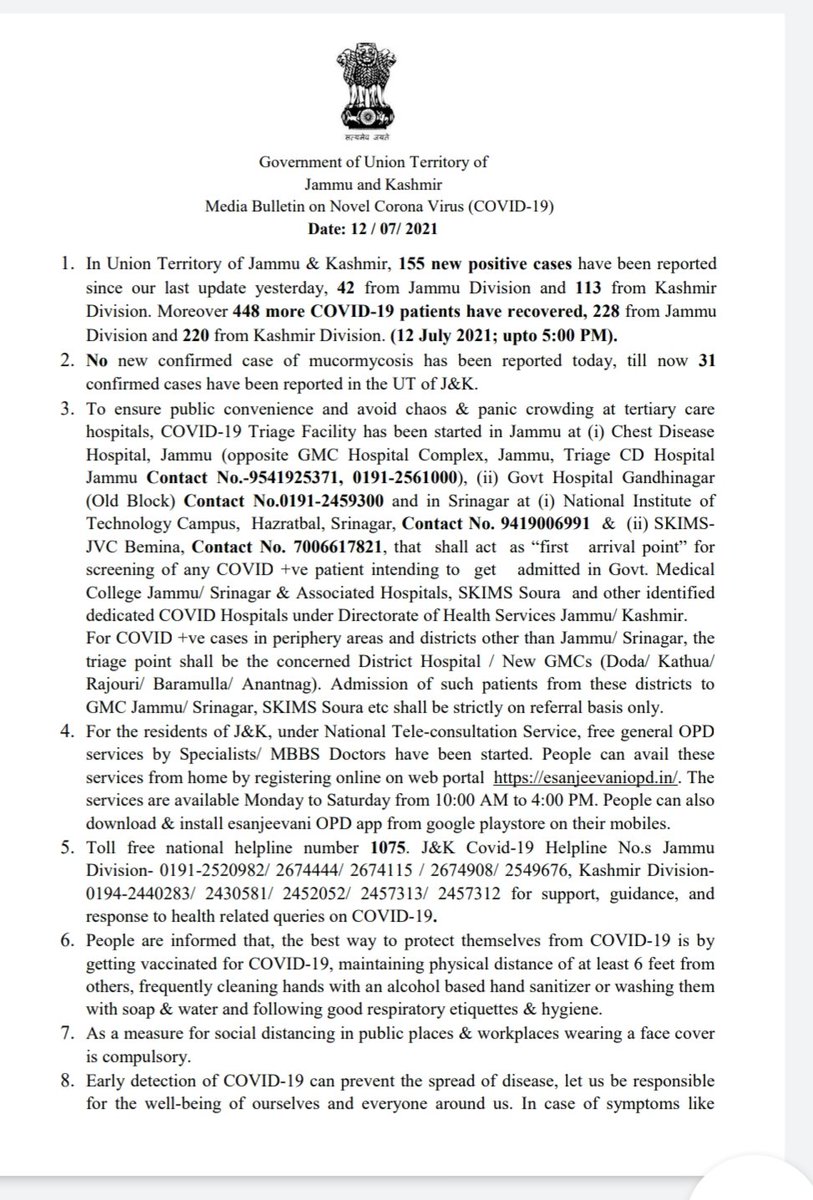 सत्यमेव जयते
Government of Union Territory of
Jammu and Kashmir
Media Bulletin on Novel Corona Virus (COVID-19)
Date: 12 / 07/ 2021
1. In Union Territory of Jammu & Kashmir, 155 new positive cases have been reported
since our last update yesterday, 42 from Jammu Division and 113 from Kashmir
Division. Moreover 448 more COVID-19 patients have recovered, 228 from Jammu
Division and 220 from Kashmir Division. (12 July 2021; upto 5:00 PM).
2. No new confirmed case of mucormycosis has been reported today, till now 31
confirmed cases have been reported in the UT of J&K.
3. To ensure public convenience and avoid chaos & panic crowding at tertiary care
hospitals, COVID-19 Triage Facility has been started in Jammu at (i) Chest Disease
Hospital, Jammu (opposite GMC Hospital Complex, Jammu, Triage CD Hospital
Jammu Contact No.-9541925371, 0191-2561000), (ii) Govt Hospital Gandhinagar
(Old Block) Contact No.0191-2459300 and in Srinagar at (i) National Institute of
Technology Campus, Hazratbal, Srinagar, Contact No. 9419006991 & (ii) SKIMS-
JVC Bemina, Contact No. 7006617821, that shall act as “first arrival point” for
screening of any COVID +ve patient intending to get admitted in Govt. Medical
College Jammu/ Srinagar & Associated Hospitals, SKIMS Soura and other identified
dedicated COVID Hospitals under Directorate of Health Services Jammu/ Kashmir.
For COVID +ve cases in periphery areas and districts other than Jammu/ Srinagar, the
triage point shall be the concerned District Hospital / New GMCs (Doda/ Kathua/
Rajouri/ Baramulla/ Anantnag). Admission of such patients from these districts to
GMC Jammu/ Srinagar, SKIMS Soura etc shall be strictly on referral basis only.
4. For the residents of J&K, under National Tele-consultation Service, free general OPD
services by Specialists/ MBBS Doctors have been started. People can avail these
services from home by registering online on web portal https://esanjeevaniopd.in/. The
services are available Monday to Saturday from 10:00 AM to 4:00 PM. People can also
download & install esanjeevani OPD app from google playstore on their mobiles.
5. Toll free national helpline number 1075. J&K Covid-19 Helpline No.s Jammu
Division- 0191-2520982/ 2674444/ 2674115 / 2674908/ 2549676, Kashmir Division-
0194-2440283/ 2430581/ 2452052/ 2457313/ 2457312 for support, guidance, and
response to health related queries on COVID-19.
6. People are informed that, the best way to protect themselves from COVID-19 is by
getting vaccinated for COVID-19, maintaining physical distance of at least 6 feet from
others, frequently cleaning hands with an alcohol based hand sanitizer or washing them
with soap & water and following good respiratory etiquettes & hygiene.
7. As a measure for social distancing in public places & workplaces wearing a face cover
is compulsory.
8. Early detection of COVID-19 can prevent the spread of disease, let us be responsible
for the well-being of ourselves and everyone around us. In case of symptoms like